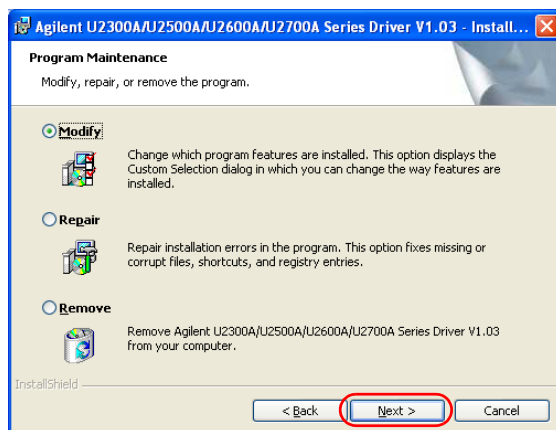 Agilent U2300A/U2500A/U2600A/U2700A Series Driver V1.03 - Install...
Program Maintenance
Modify, repair, or remove the program.
Modify
Change which program features are installed. This option displays the
Custom Selection dialog in which you can change the way features are
installed.
Repair
Repair installation errors in the program. This option fixes missing or
corrupt files, shortcuts, and registry entries.
Remove
Remove Agilent U2300A/U2500A/U2600A/U2700A Series Driver V1.03
from your computer.
InstallShield
< Back Next > Cancel